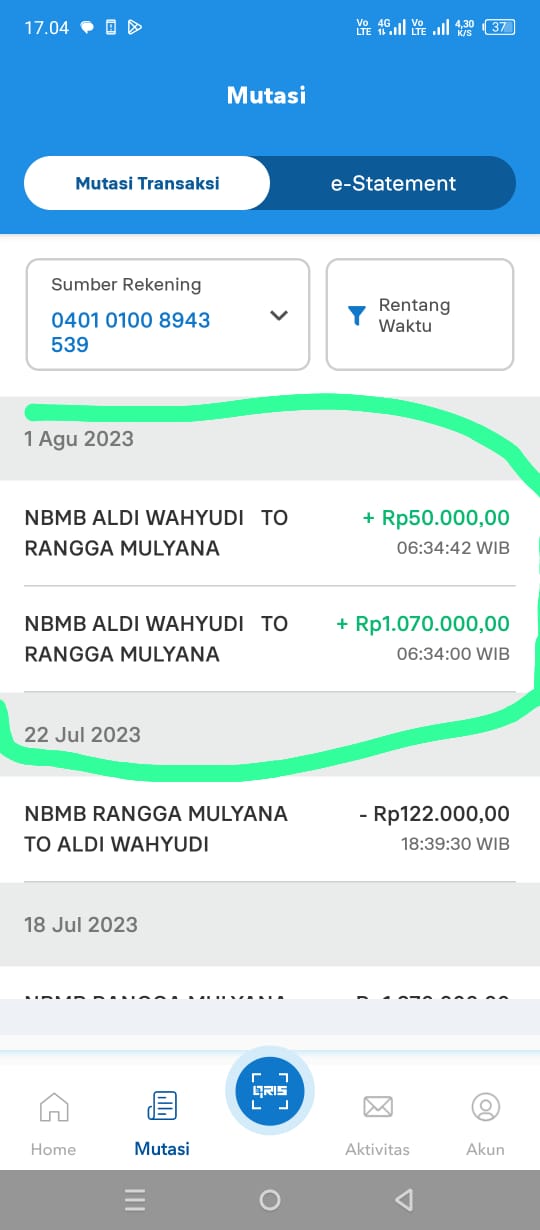 17.04
Vo LTE 4G Vo LTE 4,30 K/S 37
Mutasi
Mutasi Transaksi
e-Statement
Sumber Rekening
0401 0100 8943
539
Rentang
Waktu
1 Agu 2023
NBMB ALDI WAHYUDI TO + Rp50.000,00
RANGGA MULYANA 06:34:42 WIB
NBMB ALDI WAHYUDI TO + Rp1.070.000,00
RANGGA MULYANA 06:34:00 WIB
22 Jul 2023
NBMB RANGGA MULYANA - Rp122.000,00
TO ALDI WAHYUDI 18:39:30 WIB
18 Jul 2023
QRIS
Home
Mutasi
Aktivitas
Akun